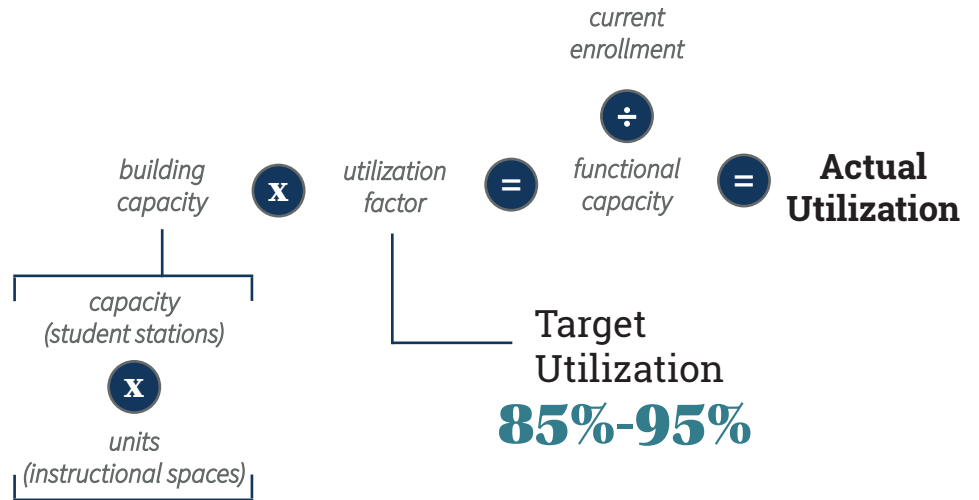 current
enrollment
÷
building
capacity
x
utilization
factor
=
functional
capacity
=
Actual
Utilization
capacity
(student stations)
x
units
(instructional spaces)
Target
Utilization
85%-95%